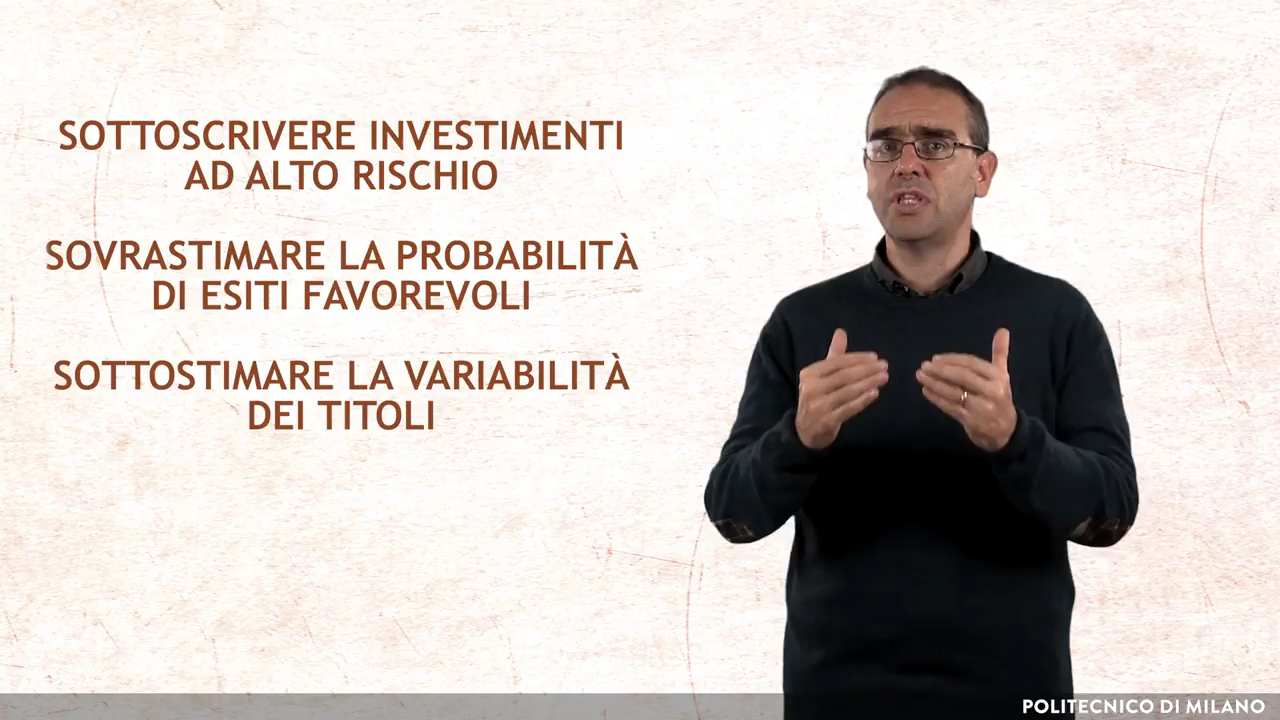 SOTTOSCRIVERE INVESTIMENTI
AD ALTO RISCHIO
SOVRASTIMARE LA PROBABILITÀ
DI ESITI FAVOREVOLI
SOTTOSTIMARE LA VARIABILITÀ
DEI TITOLI
POLITECNICO DI MILANO